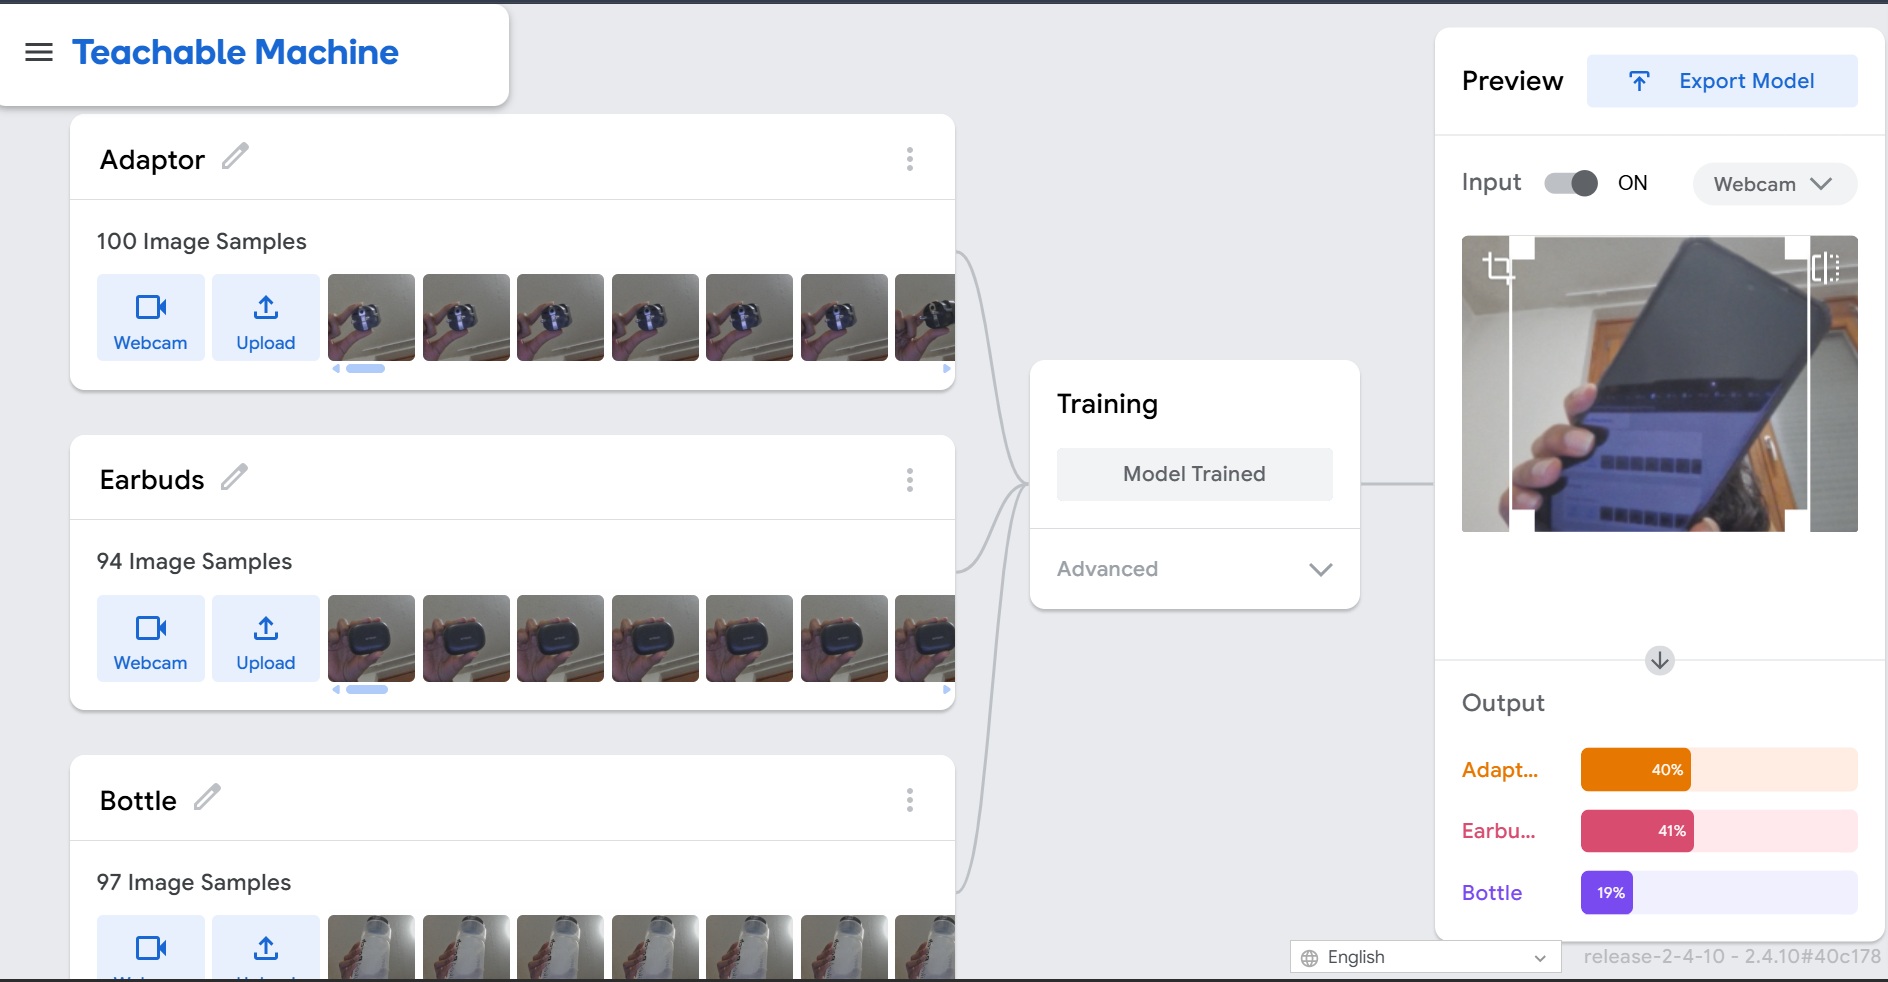 Teachable Machine
Adaptor
100 Image Samples
Webcam
Upload
Earbuds
94 Image Samples
Webcam
Upload
Bottle
97 Image Samples
Training
Model Trained
Advanced
Preview
Export Model
Input
ON
Webcam
Output
Adapt...
40%
Earbu...
41%
Bottle
19%
English
release-2-4-10 - 2.4.10#40c178